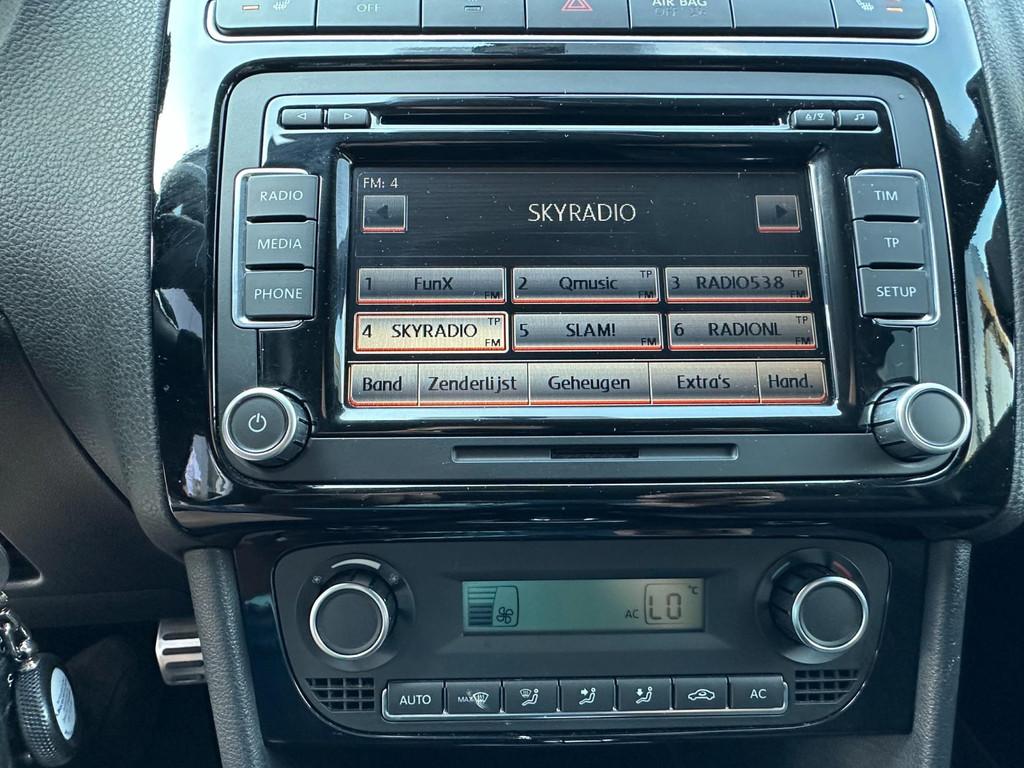 OFF
AIR BAG
OFF
RADIO
MEDIA
PHONE
FM: 4
SKYRADIO
1 FunX FM
2 Qmusic TP FM
3 RADIO538 TP FM
4 SKYRADIO TP FM
5 SLAM! FM
6 RADIONL TP FM
Band Zenderlijst Geheugen Extra's Hand.
TIM
TP
SETUP
AC LO °C
AUTO MAX AC